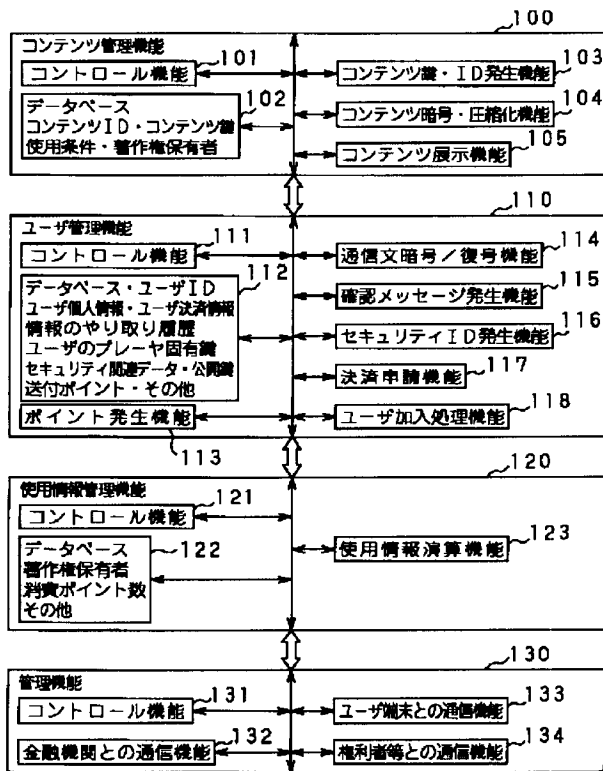 100
コンテンツ管理機能
101
コントロール機能
103
コンテンツ鍵・ID発生機能
102
データベース
コンテンツID・コンテンツ鍵
使用条件・著作権保有者
104
コンテンツ暗号・圧縮化機能
105
コンテンツ展示機能
110
ユーザ管理機能
111
コントロール機能
114
通信文暗号/復号機能
112
データベース・ユーザID
ユーザ個人情報・ユーザ決済情報
情報のやり取り履歴
ユーザのプレーヤ固有鍵
セキュリティ関連データ・公開鍵
送付ポイント・その他
115
確認メッセージ発生機能
116
セキュリティID発生機能
117
決済申請機能
ポイント発生機能
113
118
ユーザ加入処理機能
120
使用情報管理機能
121
コントロール機能
122
データベース
著作権保有者
消費ポイント数
その他
123
使用情報演算機能
130
管理機能
131
コントロール機能
133
ユーザ端末との通信機能
132
金融機関との通信機能
134
権利者等との通信機能